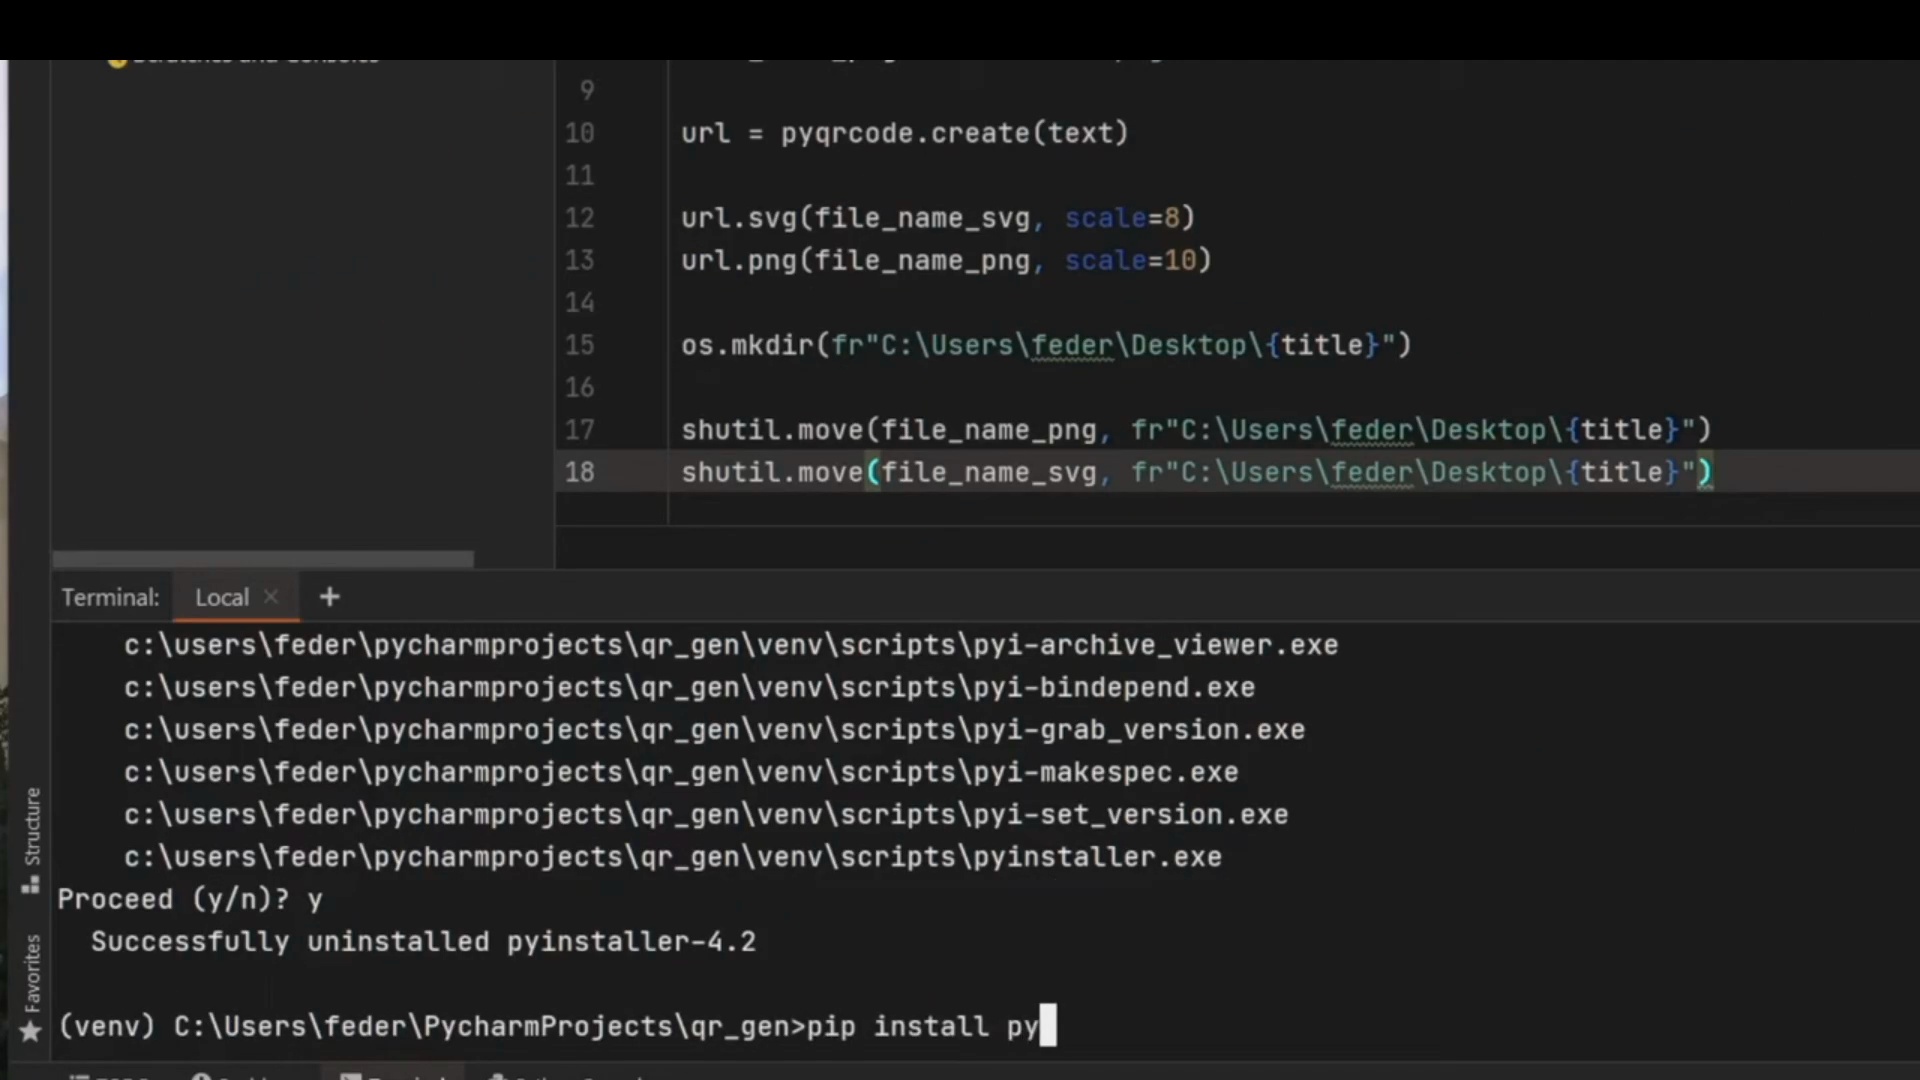 9
10 url = pyqrcode.create(text)
11
12 url.svg(file_name_svg, scale=8)
13 url.png(file_name_png, scale=10)
14
15 os.mkdir(fr"C:\Users\feder\Desktop\{title}")
16
17 shutil.move(file_name_png, fr"C:\Users\feder\Desktop\{title}")
18 shutil.move(file_name_svg, fr"C:\Users\feder\Desktop\{title}")
Terminal: Local × +
c:\users\feder\pycharmprojects\qr_gen\venv\scripts\pyi-archive_viewer.exe
c:\users\feder\pycharmprojects\qr_gen\venv\scripts\pyi-bindepend.exe
c:\users\feder\pycharmprojects\qr_gen\venv\scripts\pyi-grab_version.exe
c:\users\feder\pycharmprojects\qr_gen\venv\scripts\pyi-makespec.exe
c:\users\feder\pycharmprojects\qr_gen\venv\scripts\pyi-set_version.exe
c:\users\feder\pycharmprojects\qr_gen\venv\scripts\pyinstaller.exe
Proceed (y/n)? y
Successfully uninstalled pyinstaller-4.2
(venv) C:\Users\feder\PycharmProjects\qr_gen>pip install py
Structure
Favorites